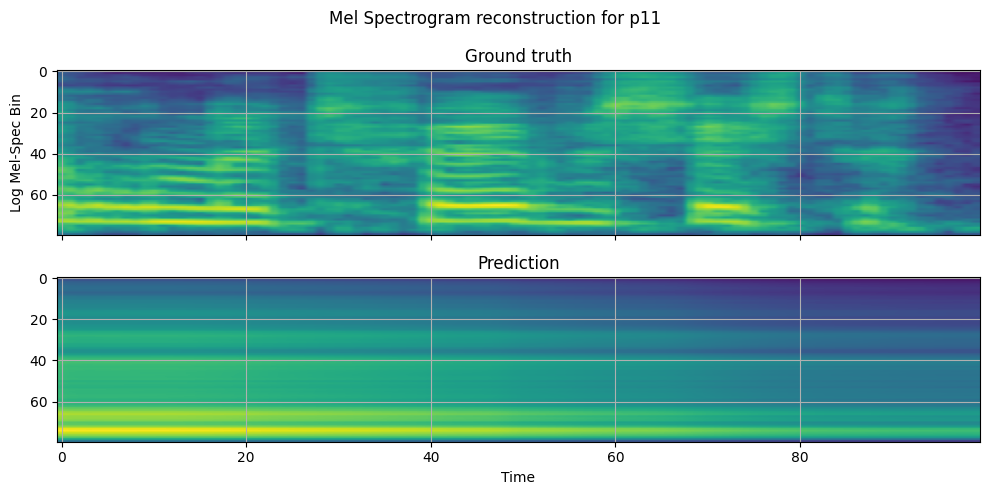 Mel Spectrogram reconstruction for p11
Ground truth
0
20
40
60
Log Mel-Spec Bin
Prediction
0
20
40
60
0 20 40 60 80
Time